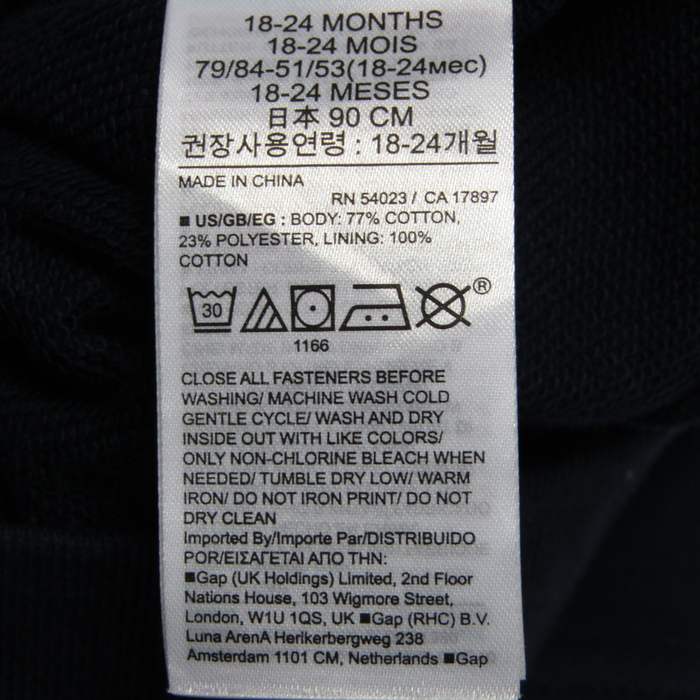 18-24 MONTHS
18-24 MOIS
79/84-51/53(18-24мес)
18-24 MESES
日本 90 CM
권장사용연령 : 18-24개월
MADE IN CHINA
RN 54023 / CA 17897
■ US/GB/EG : BODY: 77% COTTON,
23% POLYESTER, LINING: 100%
COTTON
30
®
1166
CLOSE ALL FASTENERS BEFORE
WASHING/ MACHINE WASH COLD
GENTLE CYCLE/ WASH AND DRY
INSIDE OUT WITH LIKE COLORS/
ONLY NON-CHLORINE BLEACH WHEN
NEEDED/ TUMBLE DRY LOW/ WARM
IRON/ DO NOT IRON PRINT/ DO NOT
DRY CLEAN
Imported By/Importe Par/DISTRIBUIDO
POR/ΕΙΣΑΓΕΤΑΙ ΑΠΟ ΤΗΝ:
■Gap (UK Holdings) Limited, 2nd Floor
Nations House, 103 Wigmore Street,
London, W1U 1QS, UK ■Gap (RHC) B.V.
Luna ArenA Herikerbergweg 238
Amsterdam 1101 CM, Netherlands ■Gap